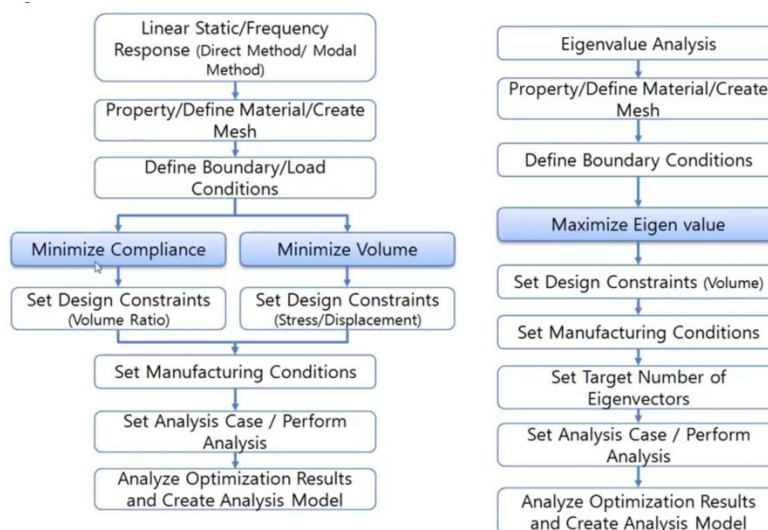 Linear Static/Frequency
Response (Direct Method/ Modal
Method)
Property/Define Material/Create
Mesh
Define Boundary/Load
Conditions
Minimize Compliance
Minimize Volume
Set Design Constraints
(Volume Ratio)
Set Design Constraints
(Stress/Displacement)
Set Manufacturing Conditions
Set Analysis Case / Perform
Analysis
Analyze Optimization Results
and Create Analysis Model
Eigenvalue Analysis
Property/Define Material/Create
Mesh
Define Boundary Conditions
Maximize Eigen value
Set Design Constraints (Volume)
Set Manufacturing Conditions
Set Target Number of
Eigenvectors
Set Analysis Case / Perform
Analysis
Analyze Optimization Results
and Create Analysis Model